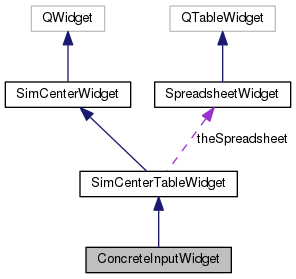 QWidget
QTableWidget
SimCenterWidget
SpreadsheetWidget
theSpreadsheet
SimCenterTableWidget
ConcreteInputWidget